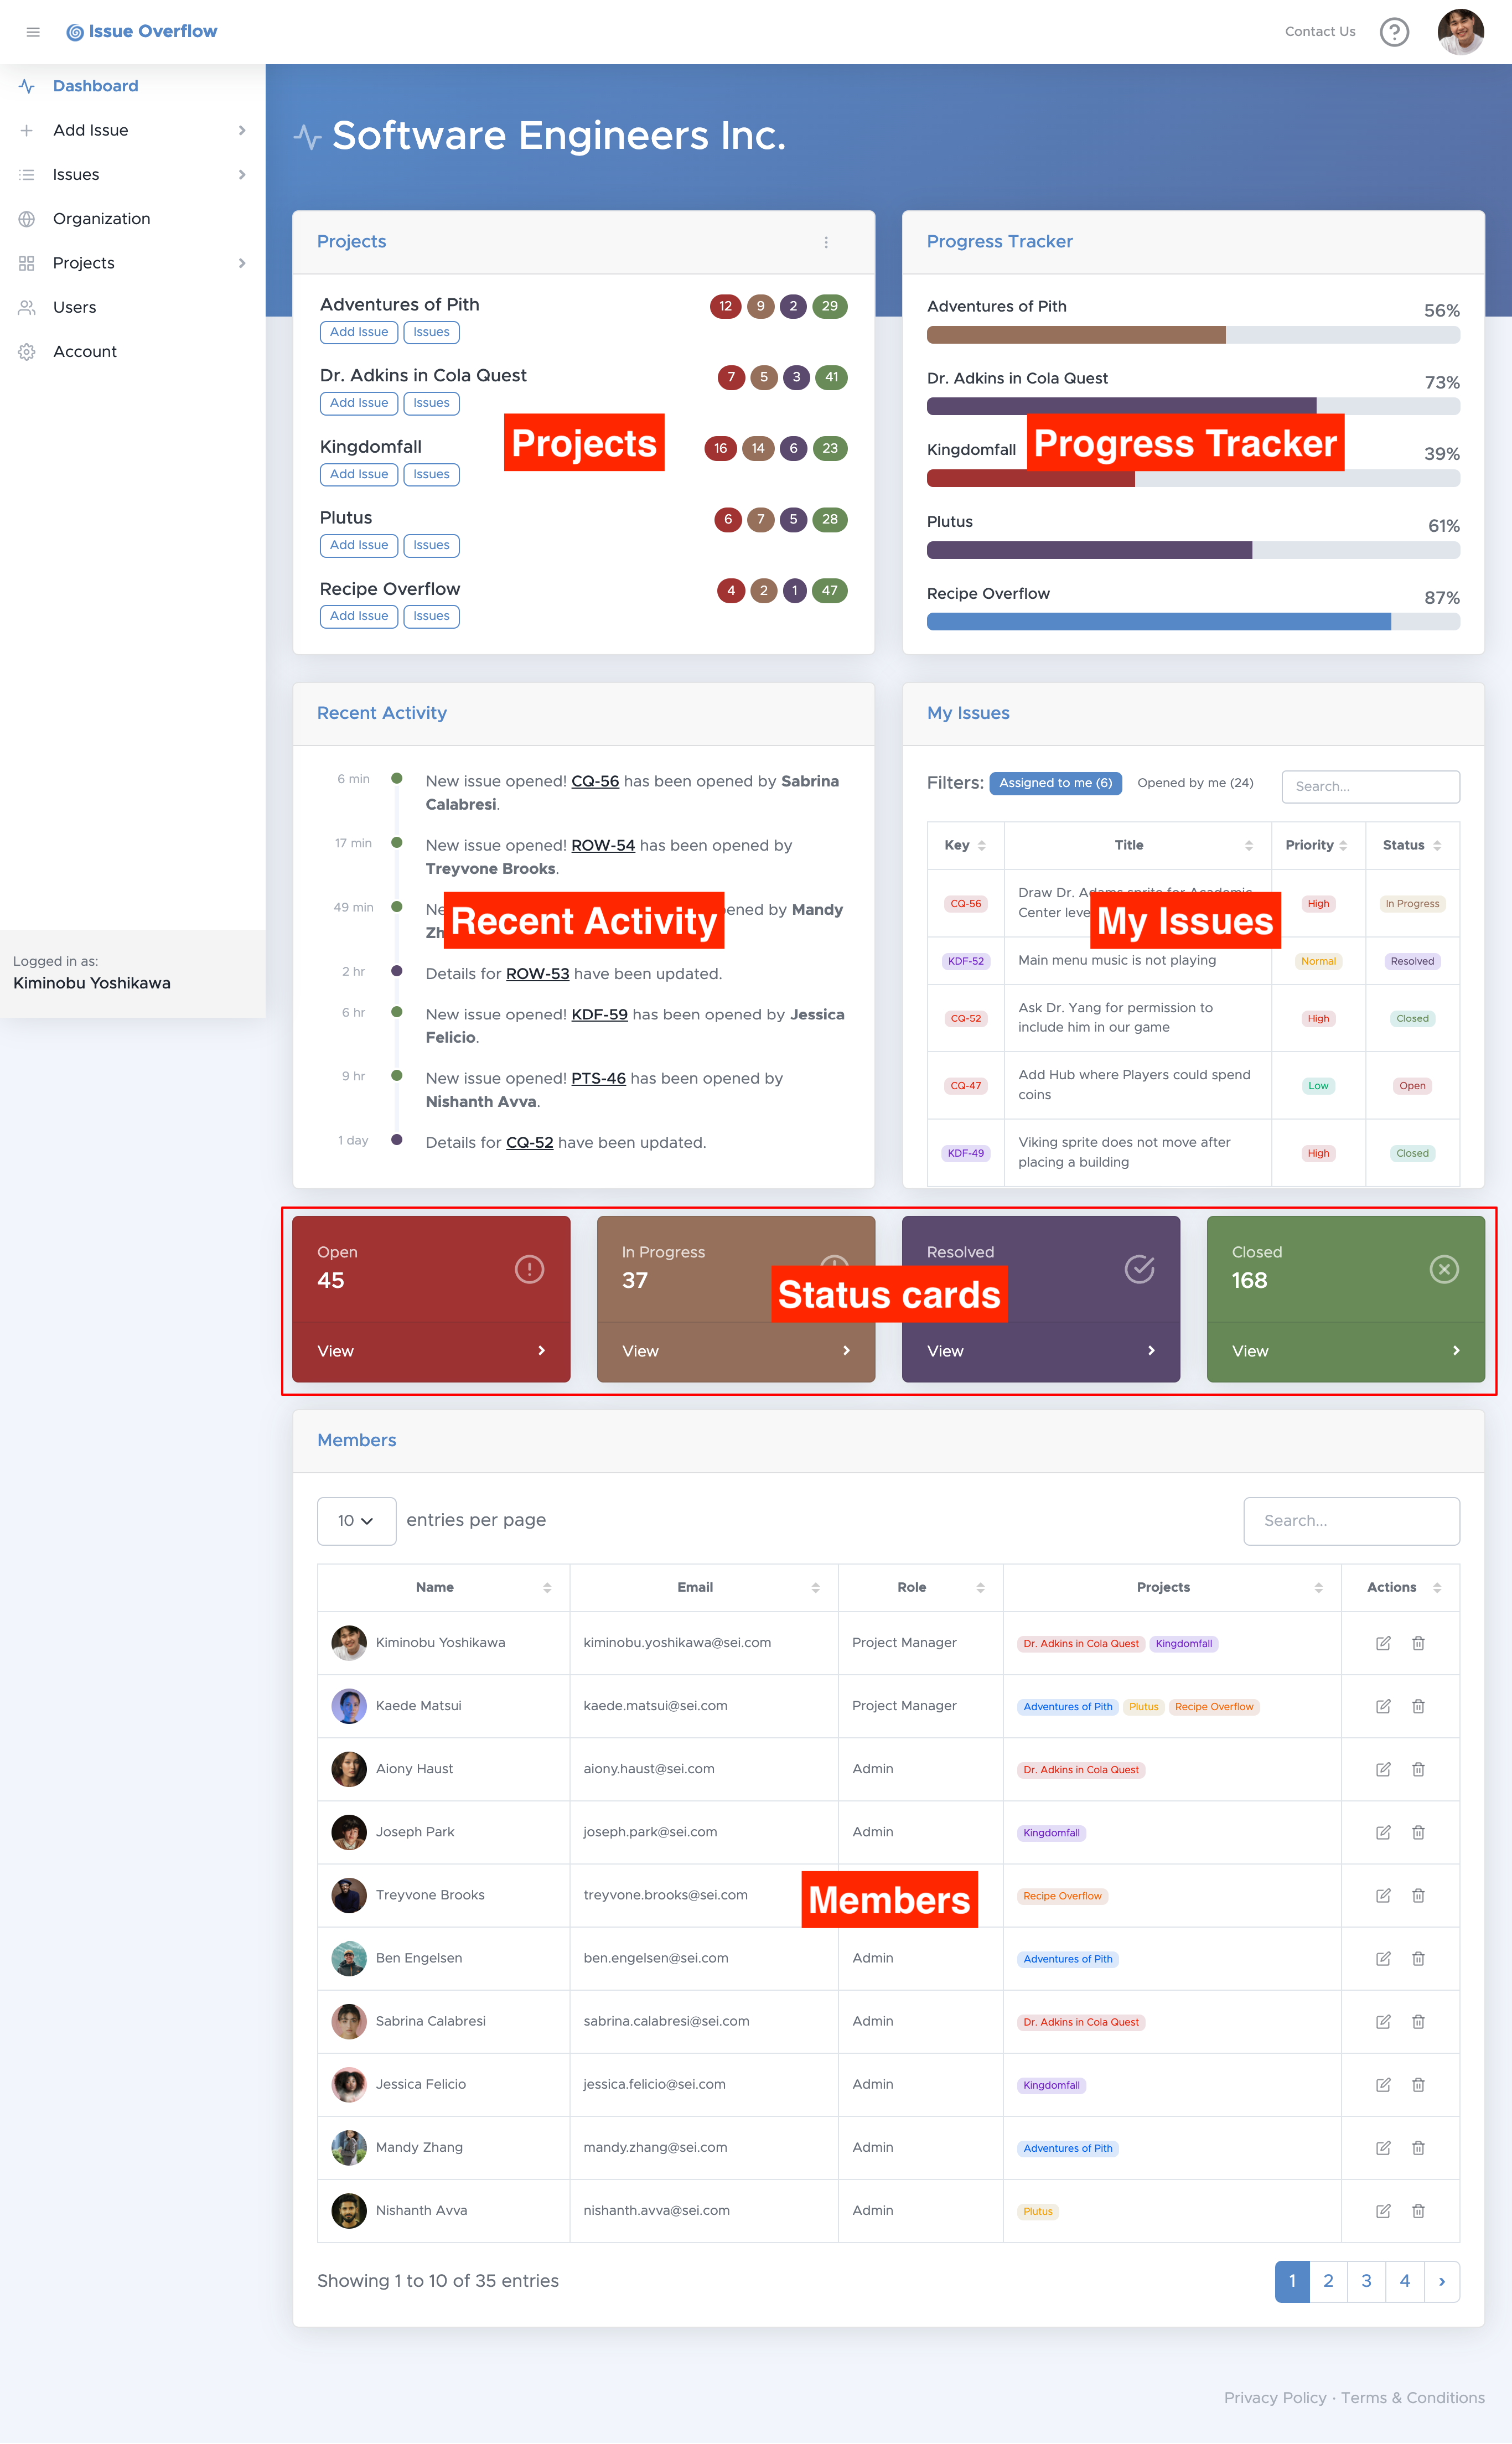 Issue Overflow
Contact Us
Dashboard
Add Issue
Issues
Organization
Projects
Users
Account
Logged in as:
Kiminobu Yoshikawa
Software Engineers Inc.
Projects
Adventures of Pith 12 9 2 29
Add Issue Issues
Dr. Adkins in Cola Quest 7 5 3 41
Add Issue Issues
Projects
Kingdomfall 16 14 6 23
Add Issue Issues
Plutus 6 7 5 28
Add Issue Issues
Recipe Overflow 4 2 1 47
Add Issue Issues
Progress Tracker
Adventures of Pith 56%
Dr. Adkins in Cola Quest 73%
Progress Tracker
Kingdomfall 39%
Plutus 61%
Recipe Overflow 87%
Recent Activity
6 min New issue opened! CQ-56 has been opened by Sabrina
Calabresi.
17 min New issue opened! ROW-54 has been opened by
Treyvone Brooks.
Recent Activity
49 min by Mandy
2 hr Details for ROW-53 have been updated.
6 hr New issue opened! KDF-59 has been opened by Jessica
Felicio.
9 hr New issue opened! PTS-46 has been opened by
Nishanth Avva.
1 day Details for CQ-52 have been updated.
My Issues
Filters: Assigned to me (6) Opened by me (24) Search...
Key Title Priority Status
CQ-56 Draw Dr. Adams sprite for Academic High In Progress
Center
My Issues
KDF-52 Main menu music is not playing Normal Resolved
CQ-52 Ask Dr. Yang for permission to High Closed
include him in our game
CQ-47 Add Hub where Players could spend Low Open
coins
KDF-49 Viking sprite does not move after High Closed
placing a building
Open
45
View
In Progress
37
View
Status cards
Resolved
View
Closed
168
View
Members
10 entries per page Search...
Name Email Role Projects Actions
Kiminobu Yoshikawa kiminobu.yoshikawa@sei.com Project Manager Dr. Adkins in Cola Quest Kingdomfall
Kaede Matsui kaede.matsui@sei.com Project Manager Adventures of Pith Plutus Recipe Overflow
Aiony Haust aiony.haust@sei.com Admin Dr. Adkins in Cola Quest
Joseph Park joseph.park@sei.com Admin Kingdomfall
Treyvone Brooks treyvone.brooks@sei.com Recipe Overflow
Members
Ben Engelsen ben.engelsen@sei.com Admin Adventures of Pith
Sabrina Calabresi sabrina.calabresi@sei.com Admin Dr. Adkins in Cola Quest
Jessica Felicio jessica.felicio@sei.com Admin Kingdomfall
Mandy Zhang mandy.zhang@sei.com Admin Adventures of Pith
Nishanth Avva nishanth.avva@sei.com Admin Plutus
Showing 1 to 10 of 35 entries 1 2 3 4 ›
Privacy Policy · Terms & Conditions